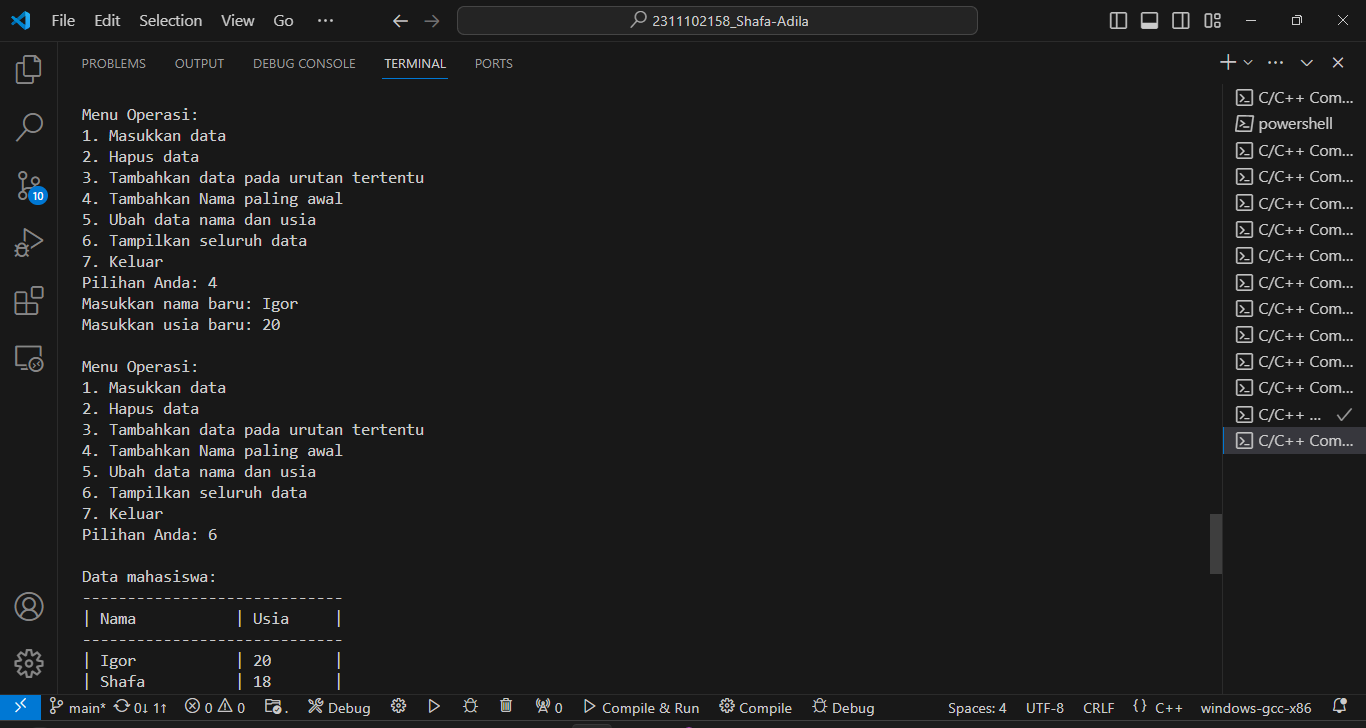 File Edit Selection View Go ... 2311102158_Shafa-Adila
PROBLEMS OUTPUT DEBUG CONSOLE TERMINAL PORTS
Menu Operasi:
1. Masukkan data
2. Hapus data
3. Tambahkan data pada urutan tertentu
4. Tambahkan Nama paling awal
5. Ubah data nama dan usia
6. Tampilkan seluruh data
7. Keluar
Pilihan Anda: 4
Masukkan nama baru: Igor
Masukkan usia baru: 20
Menu Operasi:
1. Masukkan data
2. Hapus data
3. Tambahkan data pada urutan tertentu
4. Tambahkan Nama paling awal
5. Ubah data nama dan usia
6. Tampilkan seluruh data
7. Keluar
Pilihan Anda: 6
Data mahasiswa:
-----------------------------
| Nama | Usia |
-----------------------------
| Igor | 20 |
| Shafa | 18 |
C/C++ Com...
powershell
C/C++ Com...
C/C++ Com...
C/C++ Com...
C/C++ Com...
C/C++ Com...
C/C++ Com...
C/C++ Com...
C/C++ Com...
C/C++ Com...
C/C++ Com...
C/C++ ...
C/C++ Com...
10
main* 0↓ 1↑ 0 0 . Debug 0 Compile & Run Compile Debug Spaces: 4 UTF-8 CRLF {} C++ windows-gcc-x86